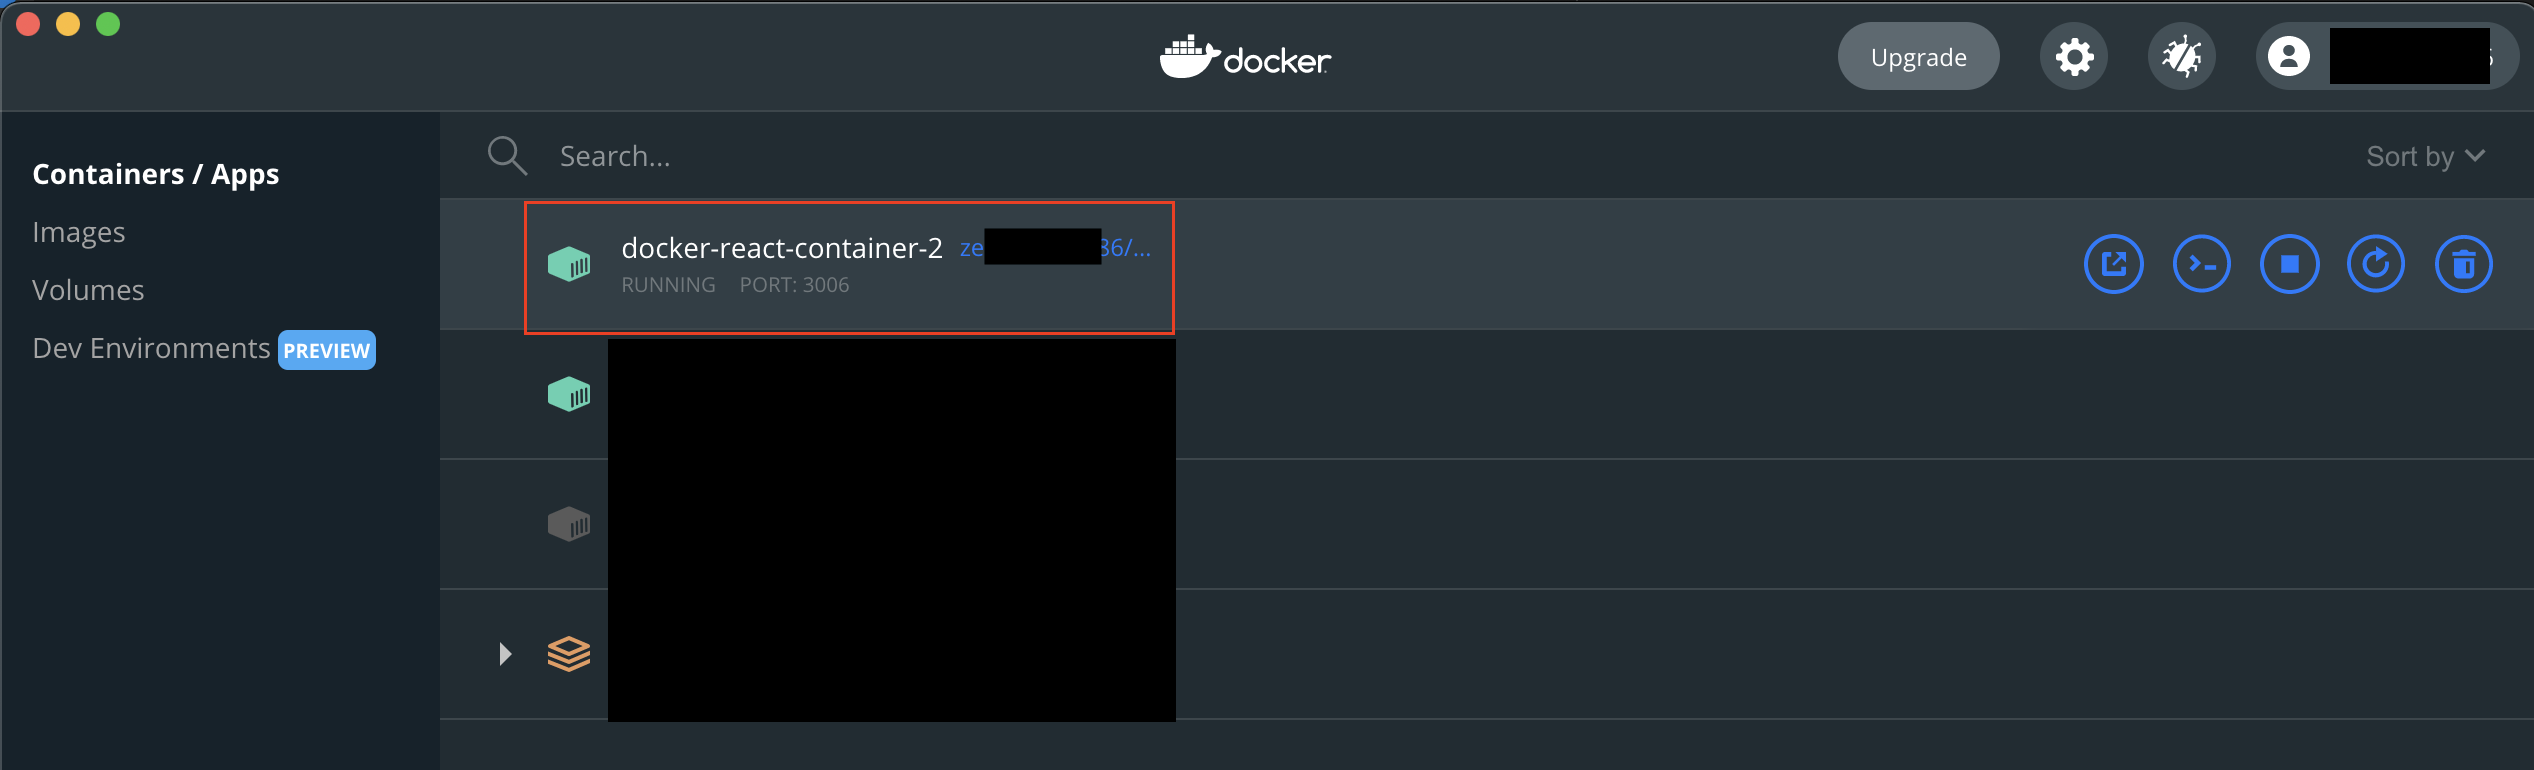 docker
Upgrade
Containers / Apps
Images
Volumes
Dev Environments PREVIEW
Search...
Sort by
docker-react-container-2 ze 36/...
RUNNING PORT: 3006